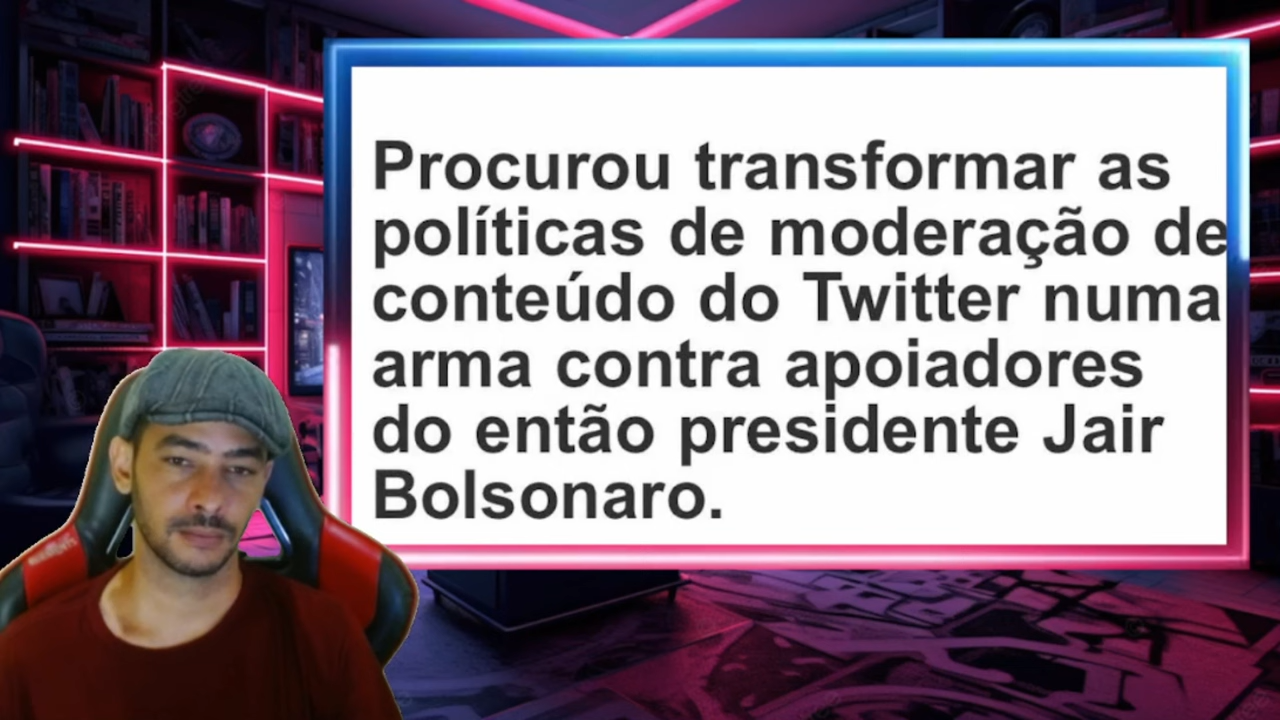 Procurou transformar as
políticas de moderação de
conteúdo do Twitter numa
arma contra apoiadores
do então presidente Jair
Bolsonaro.